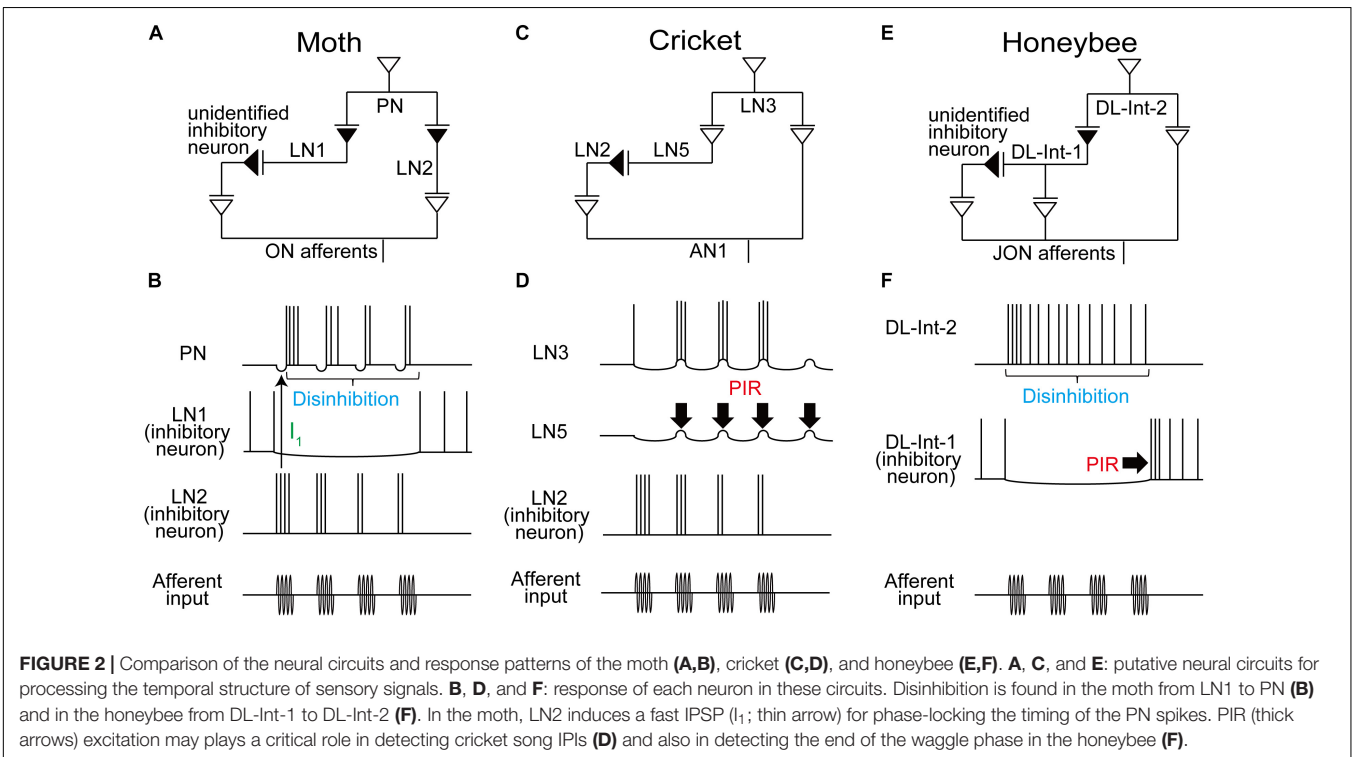 A
Moth
PN
unidentified
inhibitory
neuron
LN1
LN2
ON afferents
C
Cricket
LN3
LN2
LN5
AN1
E
Honeybee
DL-Int-2
unidentified
inhibitory
neuron
DL-Int-1
JON afferents
B
PN
Disinhibition
LN1
(inhibitory
neuron)
I1
LN2
(inhibitory
neuron)
Afferent
input
D
LN3
PIR
LN5
LN2
(inhibitory
neuron)
Afferent
input
F
DL-Int-2
Disinhibition
DL-Int-1
(inhibitory
neuron)
PIR
Afferent
input
FIGURE 2 | Comparison of the neural circuits and response patterns of the moth (A,B), cricket (C,D), and honeybee (E,F). A, C, and E: putative neural circuits for
processing the temporal structure of sensory signals. B, D, and F: response of each neuron in these circuits. Disinhibition is found in the moth from LN1 to PN (B)
and in the honeybee from DL-Int-1 to DL-Int-2 (F). In the moth, LN2 induces a fast IPSP (I1; thin arrow) for phase-locking the timing of the PN spikes. PIR (thick
arrows) excitation may plays a critical role in detecting cricket song IPIs (D) and also in detecting the end of the waggle phase in the honeybee (F).